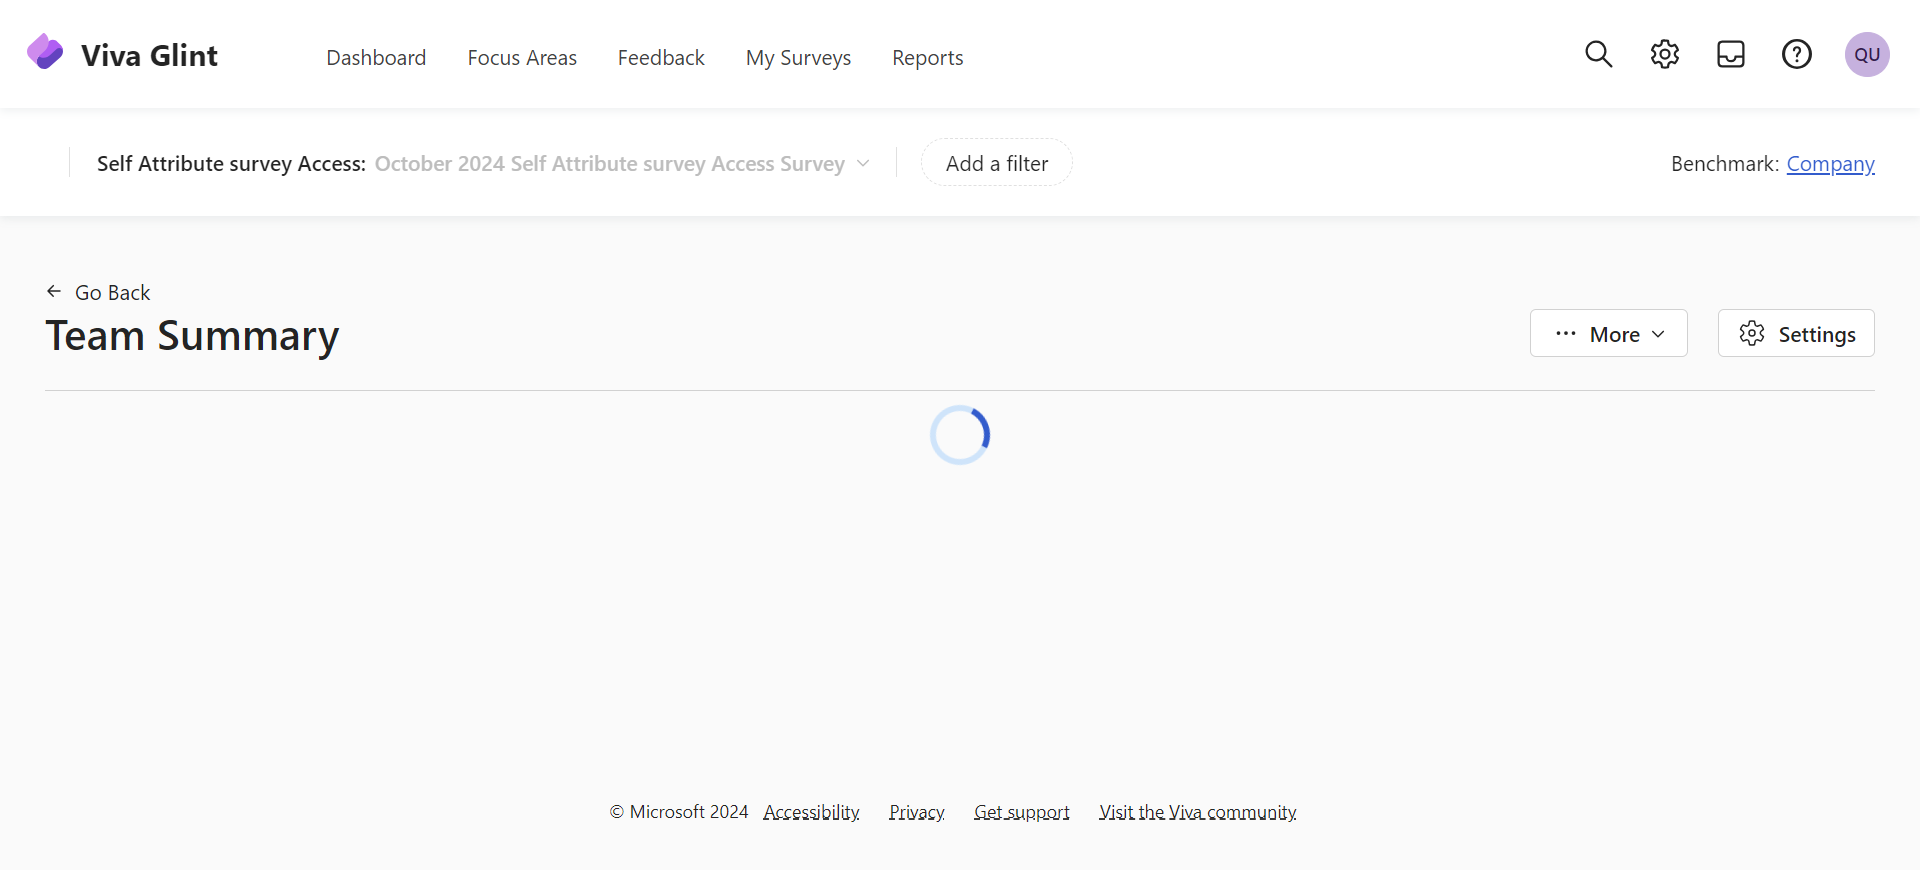 Viva Glint
Dashboard
Focus Areas
Feedback
My Surveys
Reports
QU
Self Attribute survey Access: October 2024 Self Attribute survey Access Survey
Add a filter
Benchmark: Company
Go Back
Team Summary
More
Settings
© Microsoft 2024 Accessibility Privacy Get support Visit the Viva community